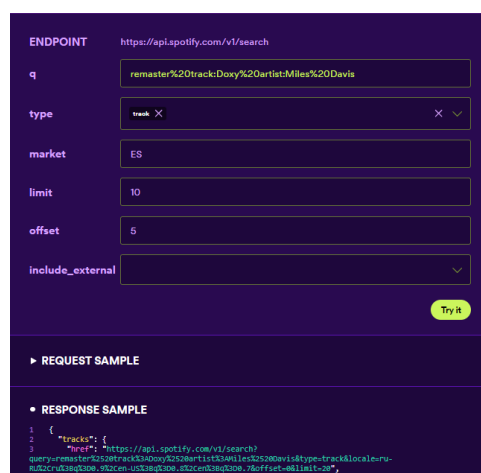 ENDPOINT https://api.spotify.com/v1/search
q remaster%20track:Doxy%20artist:Miles%20Davis
type track
market ES
limit 10
offset 5
include_external
Try it
REQUEST SAMPLE
RESPONSE SAMPLE
1 {
2 "tracks": {
3 "href": "https://api.spotify.com/v1/search?
query=remaster%2520track%3ADoxy%2520artist%3AMiles%2520Davis&type=track&locale=ru-
RU%2Cru%3Bq%3D0.9%2Cen-US%3Bq%3D0.8%2Cen%3Bq%3D0.7&offset=0&limit=20",